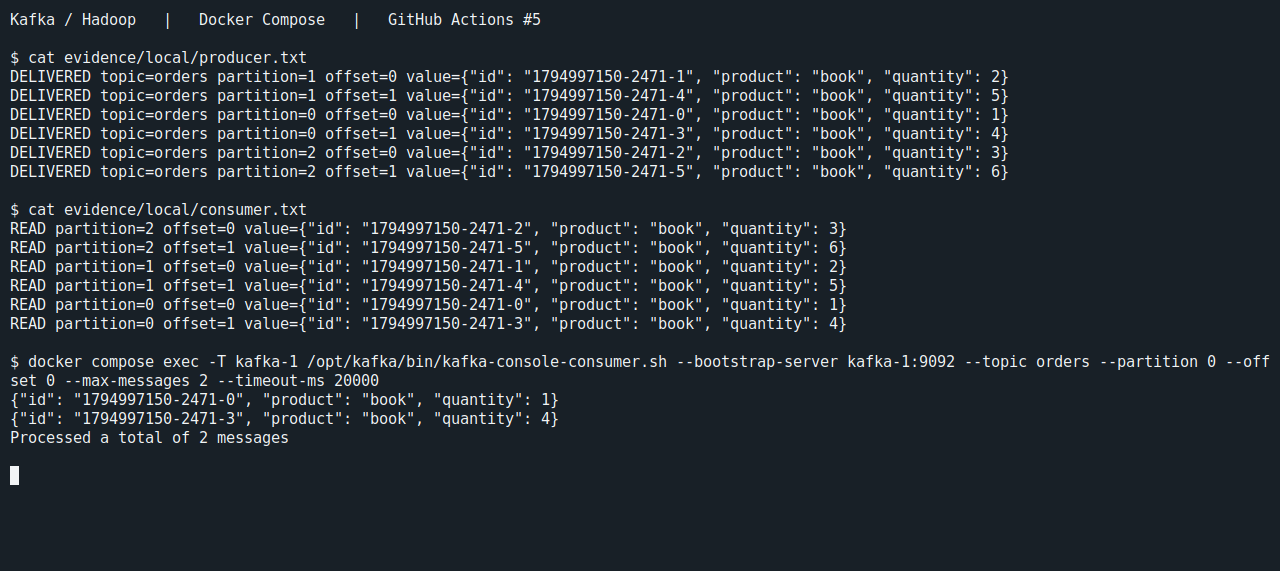 Kafka / Hadoop   |   Docker Compose   |   GitHub Actions #5
$ cat evidence/local/producer.txt
DELIVERED topic=orders partition=1 offset=0 value={"id": "1794997150-2471-1", "product": "book", "quantity": 2}
DELIVERED topic=orders partition=1 offset=1 value={"id": "1794997150-2471-4", "product": "book", "quantity": 5}
DELIVERED topic=orders partition=0 offset=0 value={"id": "1794997150-2471-0", "product": "book", "quantity": 1}
DELIVERED topic=orders partition=0 offset=1 value={"id": "1794997150-2471-3", "product": "book", "quantity": 4}
DELIVERED topic=orders partition=2 offset=0 value={"id": "1794997150-2471-2", "product": "book", "quantity": 3}
DELIVERED topic=orders partition=2 offset=1 value={"id": "1794997150-2471-5", "product": "book", "quantity": 6}
$ cat evidence/local/consumer.txt
READ partition=2 offset=0 value={"id": "1794997150-2471-2", "product": "book", "quantity": 3}
READ partition=2 offset=1 value={"id": "1794997150-2471-5", "product": "book", "quantity": 6}
READ partition=1 offset=0 value={"id": "1794997150-2471-1", "product": "book", "quantity": 2}
READ partition=1 offset=1 value={"id": "1794997150-2471-4", "product": "book", "quantity": 5}
READ partition=0 offset=0 value={"id": "1794997150-2471-0", "product": "book", "quantity": 1}
READ partition=0 offset=1 value={"id": "1794997150-2471-3", "product": "book", "quantity": 4}
$ docker compose exec -T kafka-1 /opt/kafka/bin/kafka-console-consumer.sh --bootstrap-server kafka-1:9092 --topic orders --partition 0 --off
set 0 --max-messages 2 --timeout-ms 20000
{"id": "1794997150-2471-0", "product": "book", "quantity": 1}
{"id": "1794997150-2471-3", "product": "book", "quantity": 4}
Processed a total of 2 messages